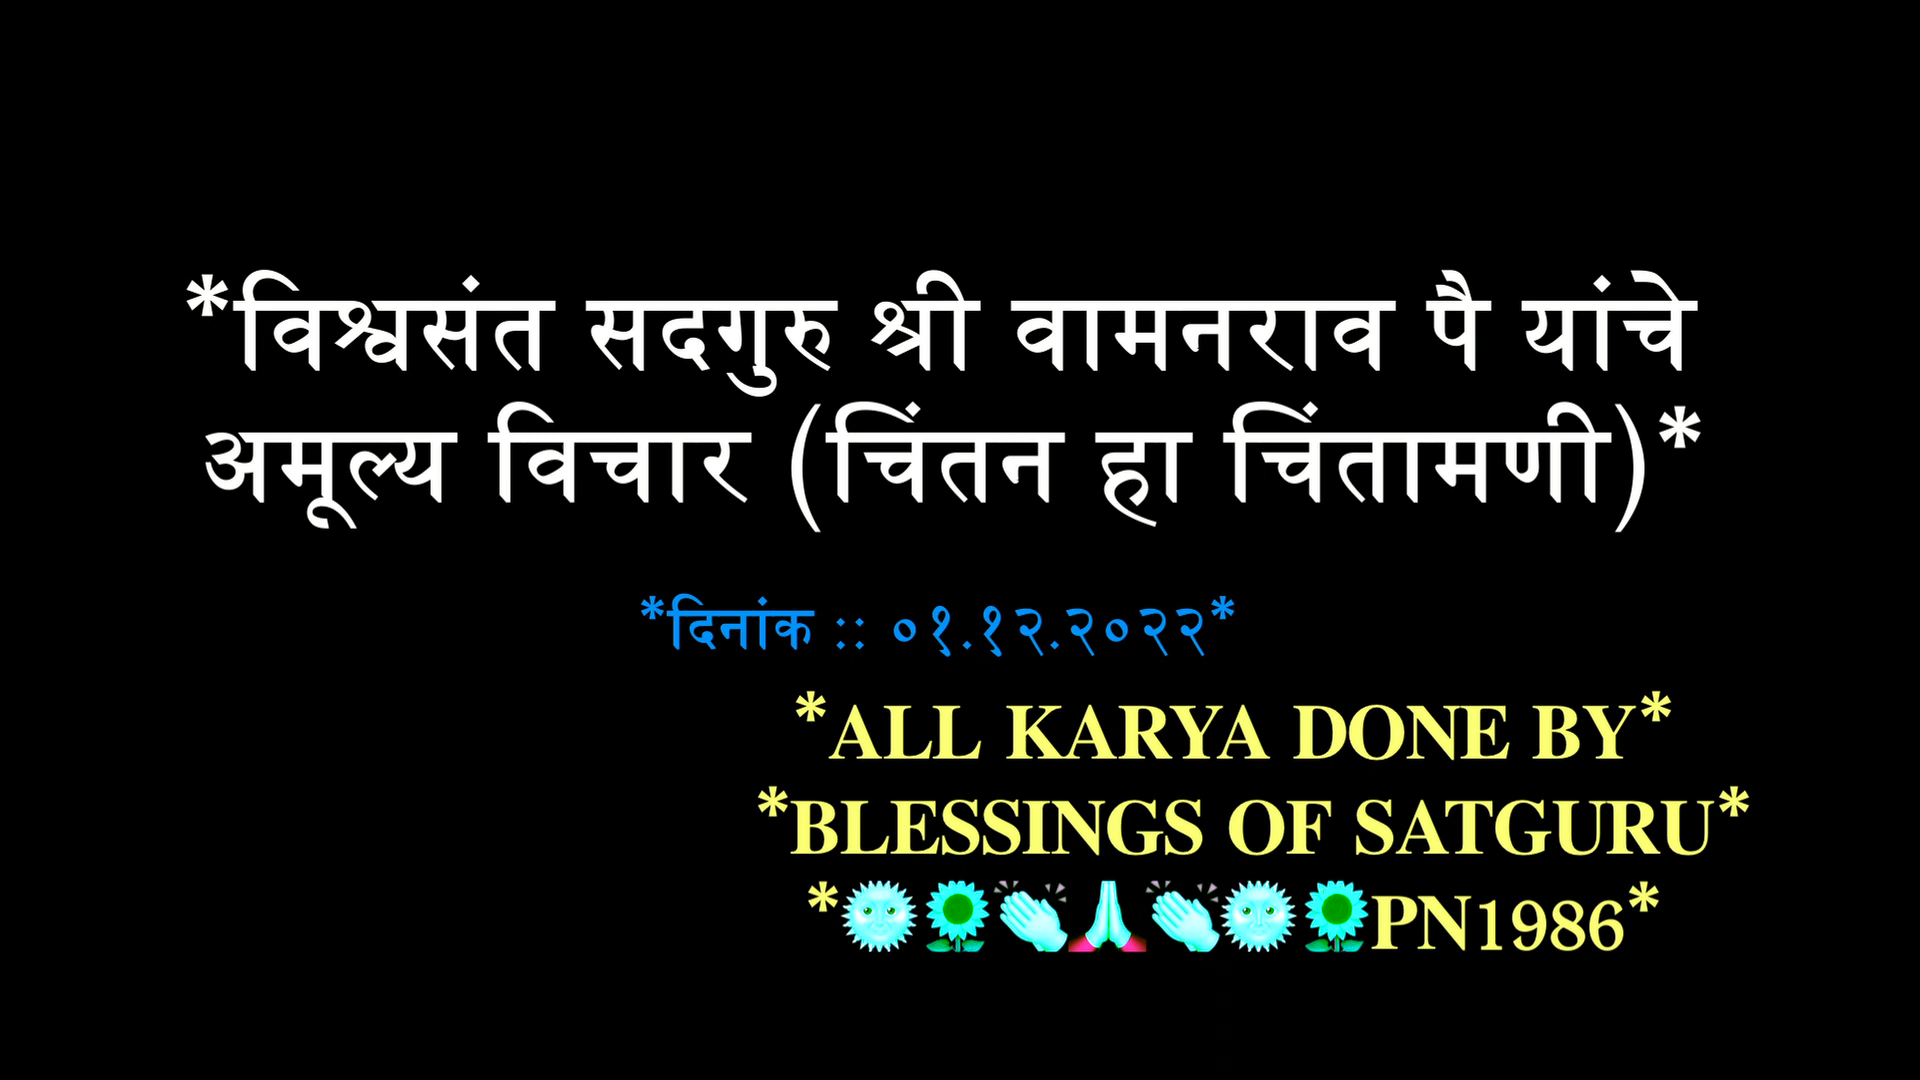 *विश्वसंत सदगुरु श्री वामनराव पै यांचे
अमूल्य विचार (चिंतन हा चिंतामणी)*
*दिनांक :: ०१.१२.२०२२*
*ALL KARYA DONE BY*
*BLESSINGS OF SATGURU*
*🌞🌻👏🙏👏🌞🌻PN1986*